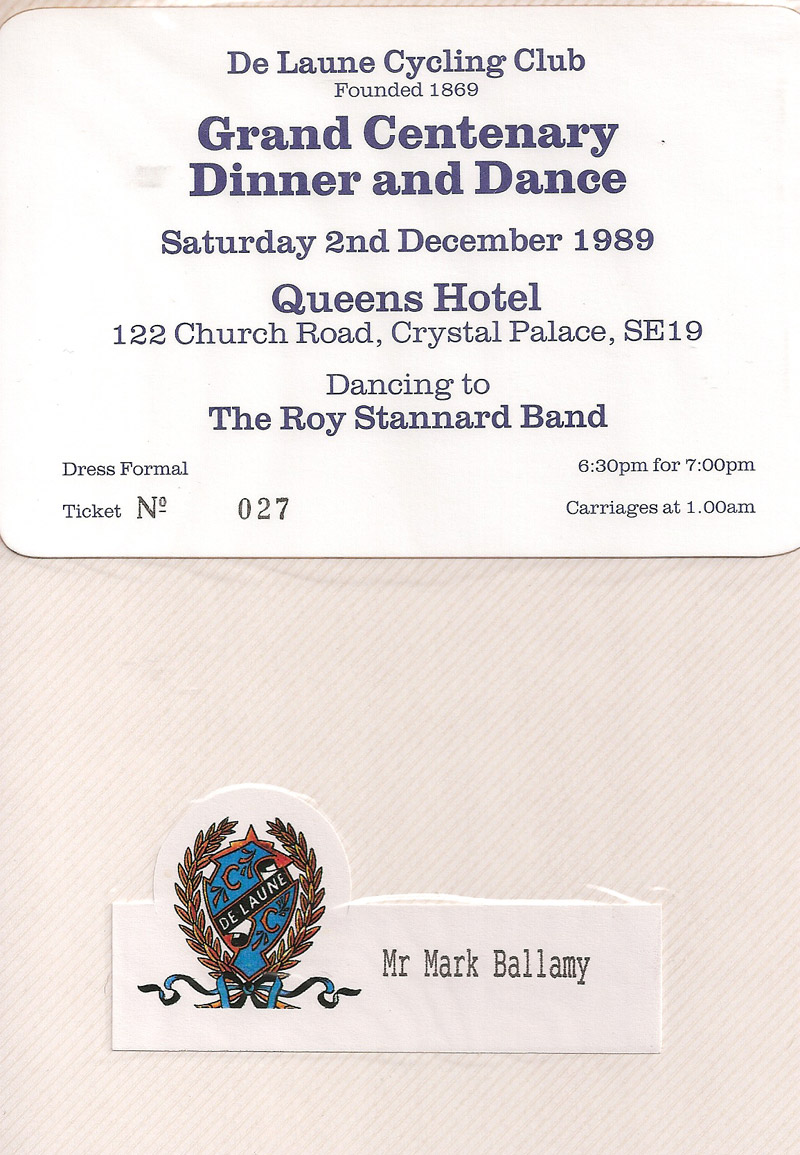 De Laune Cycling Club
Founded 1869
Grand Centenary
Dinner and Dance
Saturday 2nd December 1989
Queens Hotel
122 Church Road, Crystal Palace, SE19
Dancing to
The Roy Stannard Band
Dress Formal
6:30pm for 7:00pm
Ticket Nº 027
Carriages at 1.00am
C C
DE LAUNE
C
Mr Mark Ballamy